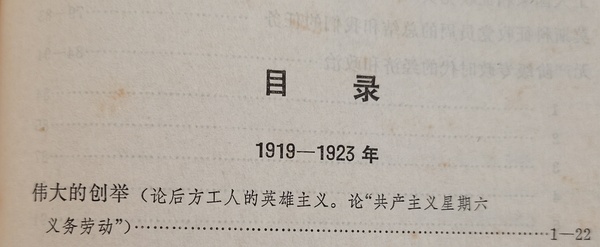 目 录
1919—1923 年
伟大的创举（论后方工人的英雄主义。论“共产主义星期六
义务劳动”）……………………………………………1—22